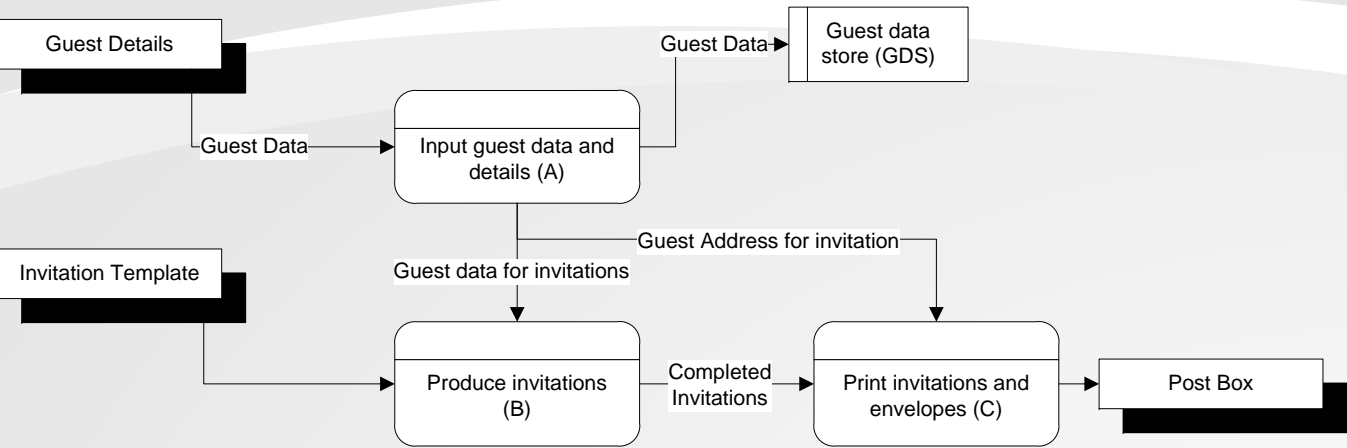 Guest Details
Guest Data
Guest data
store (GDS)
Guest Data
Input guest data and
details (A)
Guest Address for invitation
Invitation Template
Guest data for invitations
Produce invitations
(B)
Completed
Invitations
Print invitations and
envelopes (C)
Post Box